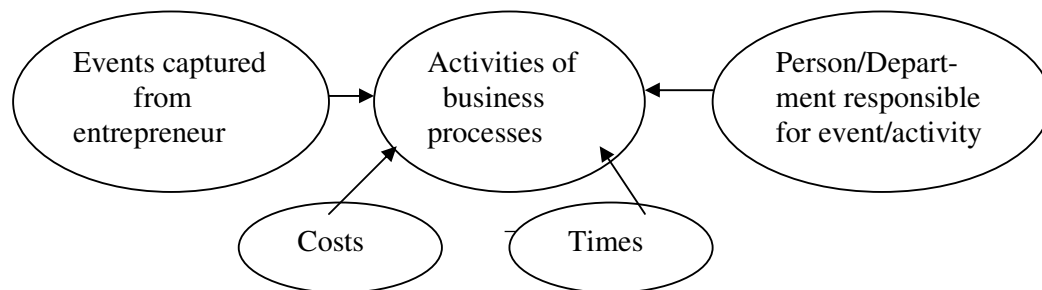 Events captured
from
entrepreneur
Activities of
business
processes
Person/Depart-
ment responsible
for event/activity
Costs
Times